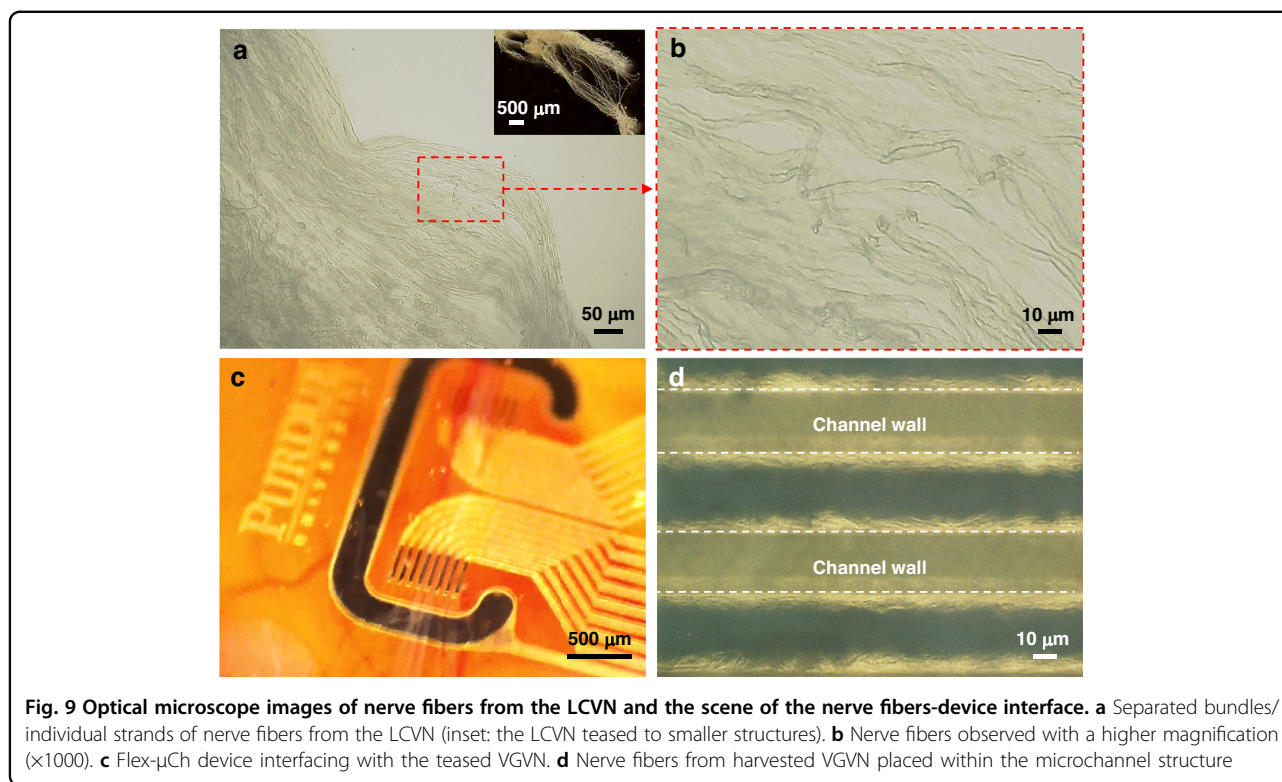 a
500 μm
50 μm
b
10 μm
c
PURDUE
UNIVERSITY
500 μm
d
Channel wall
Channel wall
10 μm
Fig. 9 Optical microscope images of nerve fibers from the LCVN and the scene of the nerve fibers-device interface. a Separated bundles/
individual strands of nerve fibers from the LCVN (inset: the LCVN teased to smaller structures). b Nerve fibers observed with a higher magnification
(×1000). c Flex-μCh device interfacing with the teased VGVN. d Nerve fibers from harvested VGVN placed within the microchannel structure